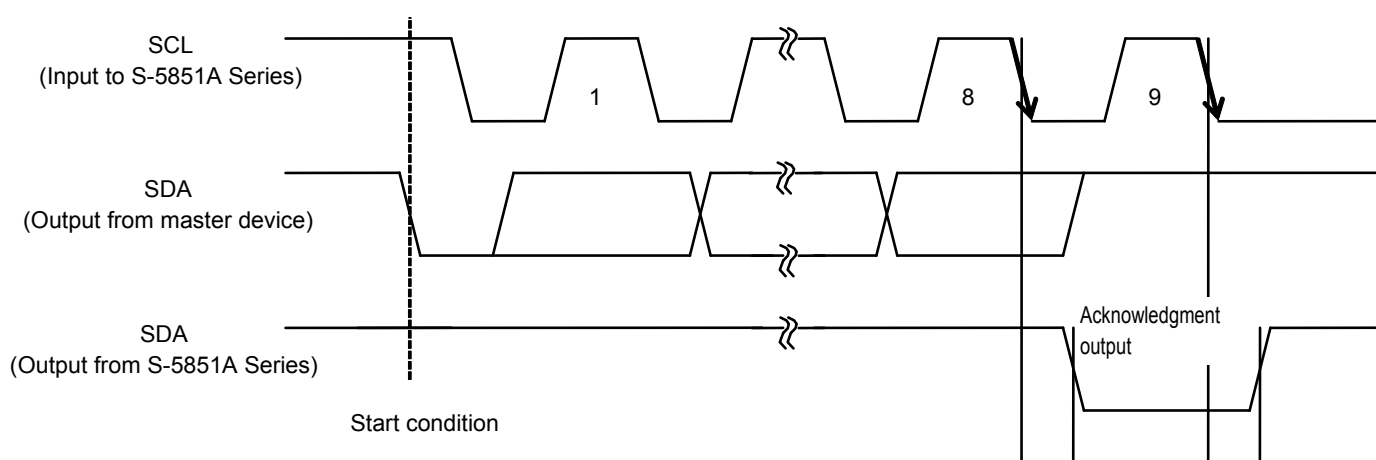 SCL
(Input to S-5851A Series)
1
8
9
SDA
(Output from master device)
SDA
(Output from S-5851A Series)
Acknowledgment
output
Start condition